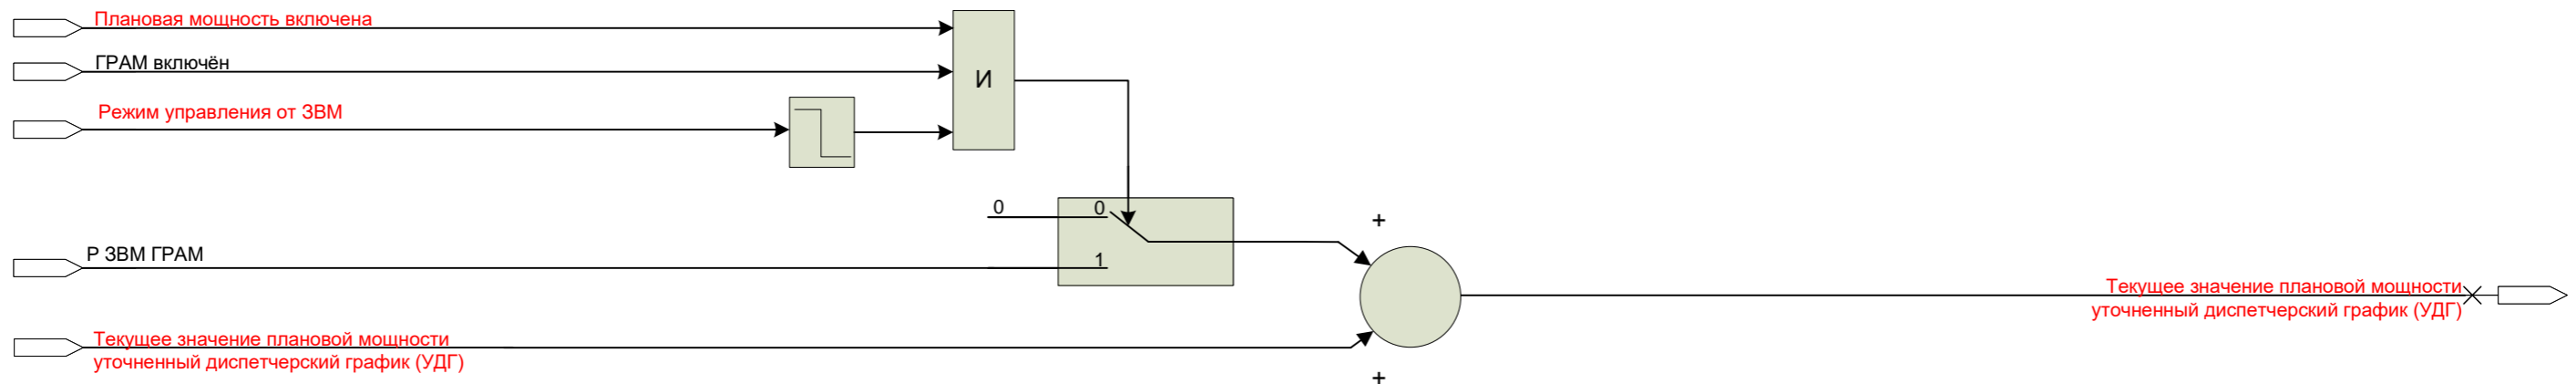 Плановая мощность включена
ГРАМ включён
И
Режим управления от ЗВМ
0
0
+
Р ЗВМ ГРАМ
1
Текущее значение плановой мощности
уточненный диспетчерский график (УДГ)
Текущее значение плановой мощности
уточненный диспетчерский график (УДГ)
+